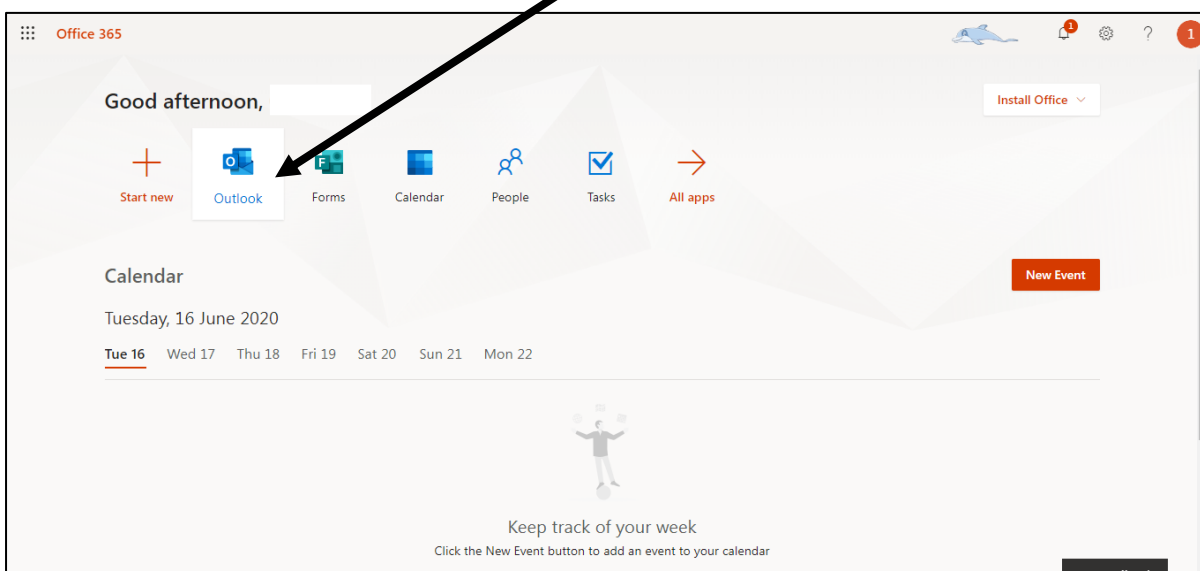 Office 365
1
?
1
Good afternoon,
Install Office
Start new
Outlook
Forms
Calendar
People
Tasks
All apps
Calendar
New Event
Tuesday, 16 June 2020
Tue 16 Wed 17 Thu 18 Fri 19 Sat 20 Sun 21 Mon 22
Keep track of your week
Click the New Event button to add an event to your calendar